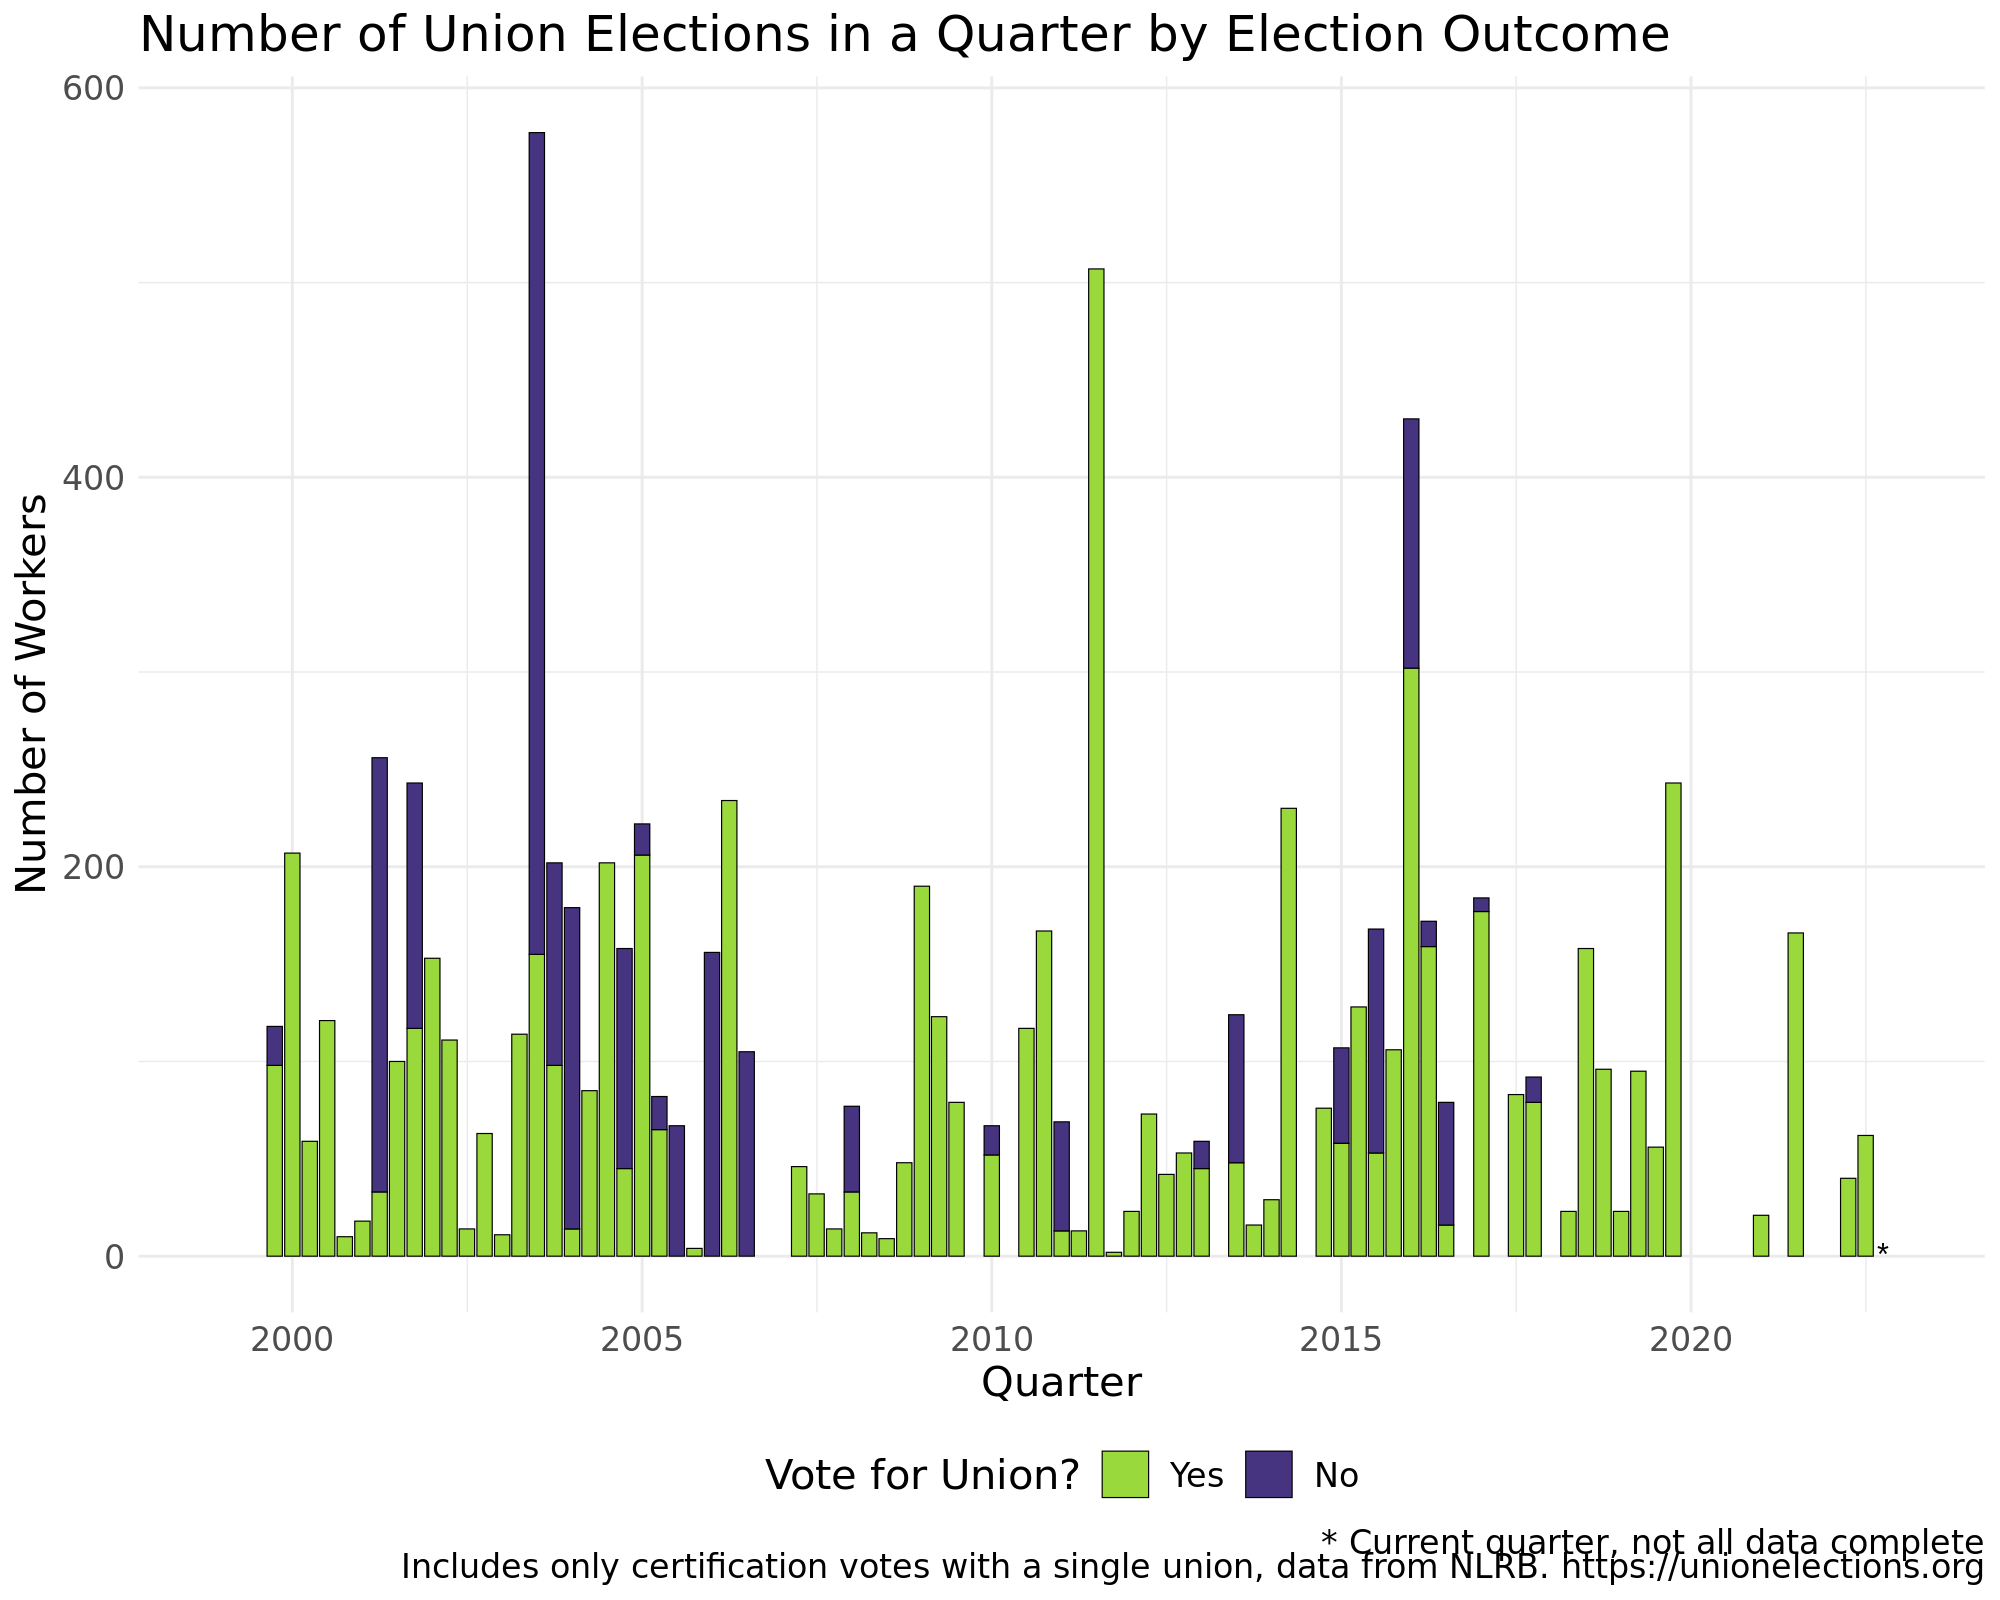 Number of Union Elections in a Quarter by Election Outcome
600
400
200
0
Number of Workers
*
2000 2005 2010 2015 2020
Quarter
Vote for Union? Yes No
* Current quarter, not all data complete
Includes only certification votes with a single union, data from NLRB. https://unionelections.org